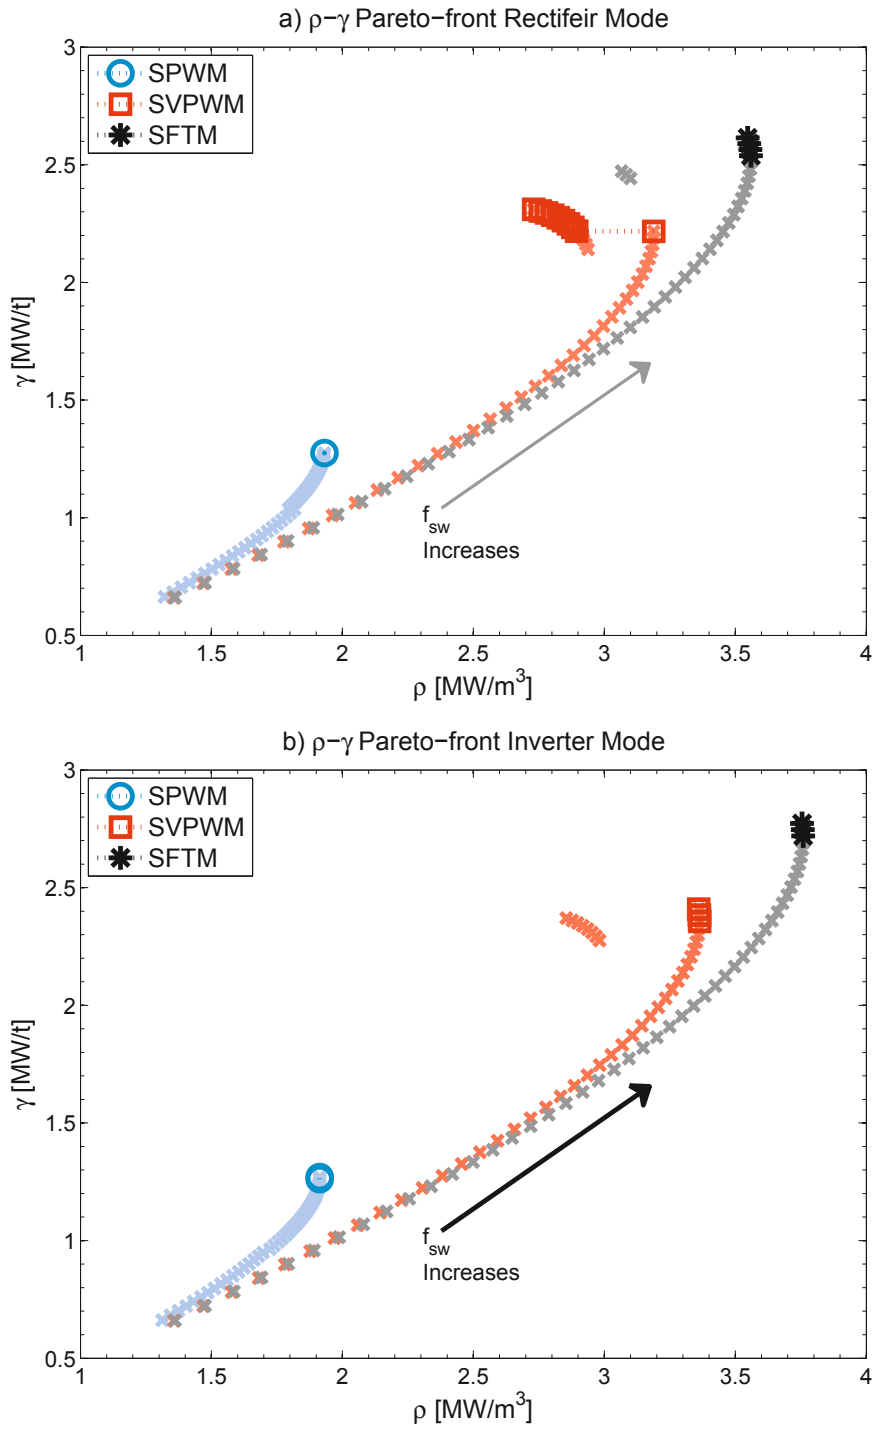 a) ρ−γ Pareto−front Rectifeir Mode
3
SPWM
SVPWM
SFTM
2.5
2
γ [MW/t]
1.5
f_sw
Increases
1
0.5
1 1.5 2 2.5 3 3.5 4
ρ [MW/m³]
b) ρ−γ Pareto−front Inverter Mode
3
SPWM
SVPWM
SFTM
2.5
2
γ [MW/t]
1.5
f_sw
Increases
1
0.5
1 1.5 2 2.5 3 3.5 4
ρ [MW/m³]